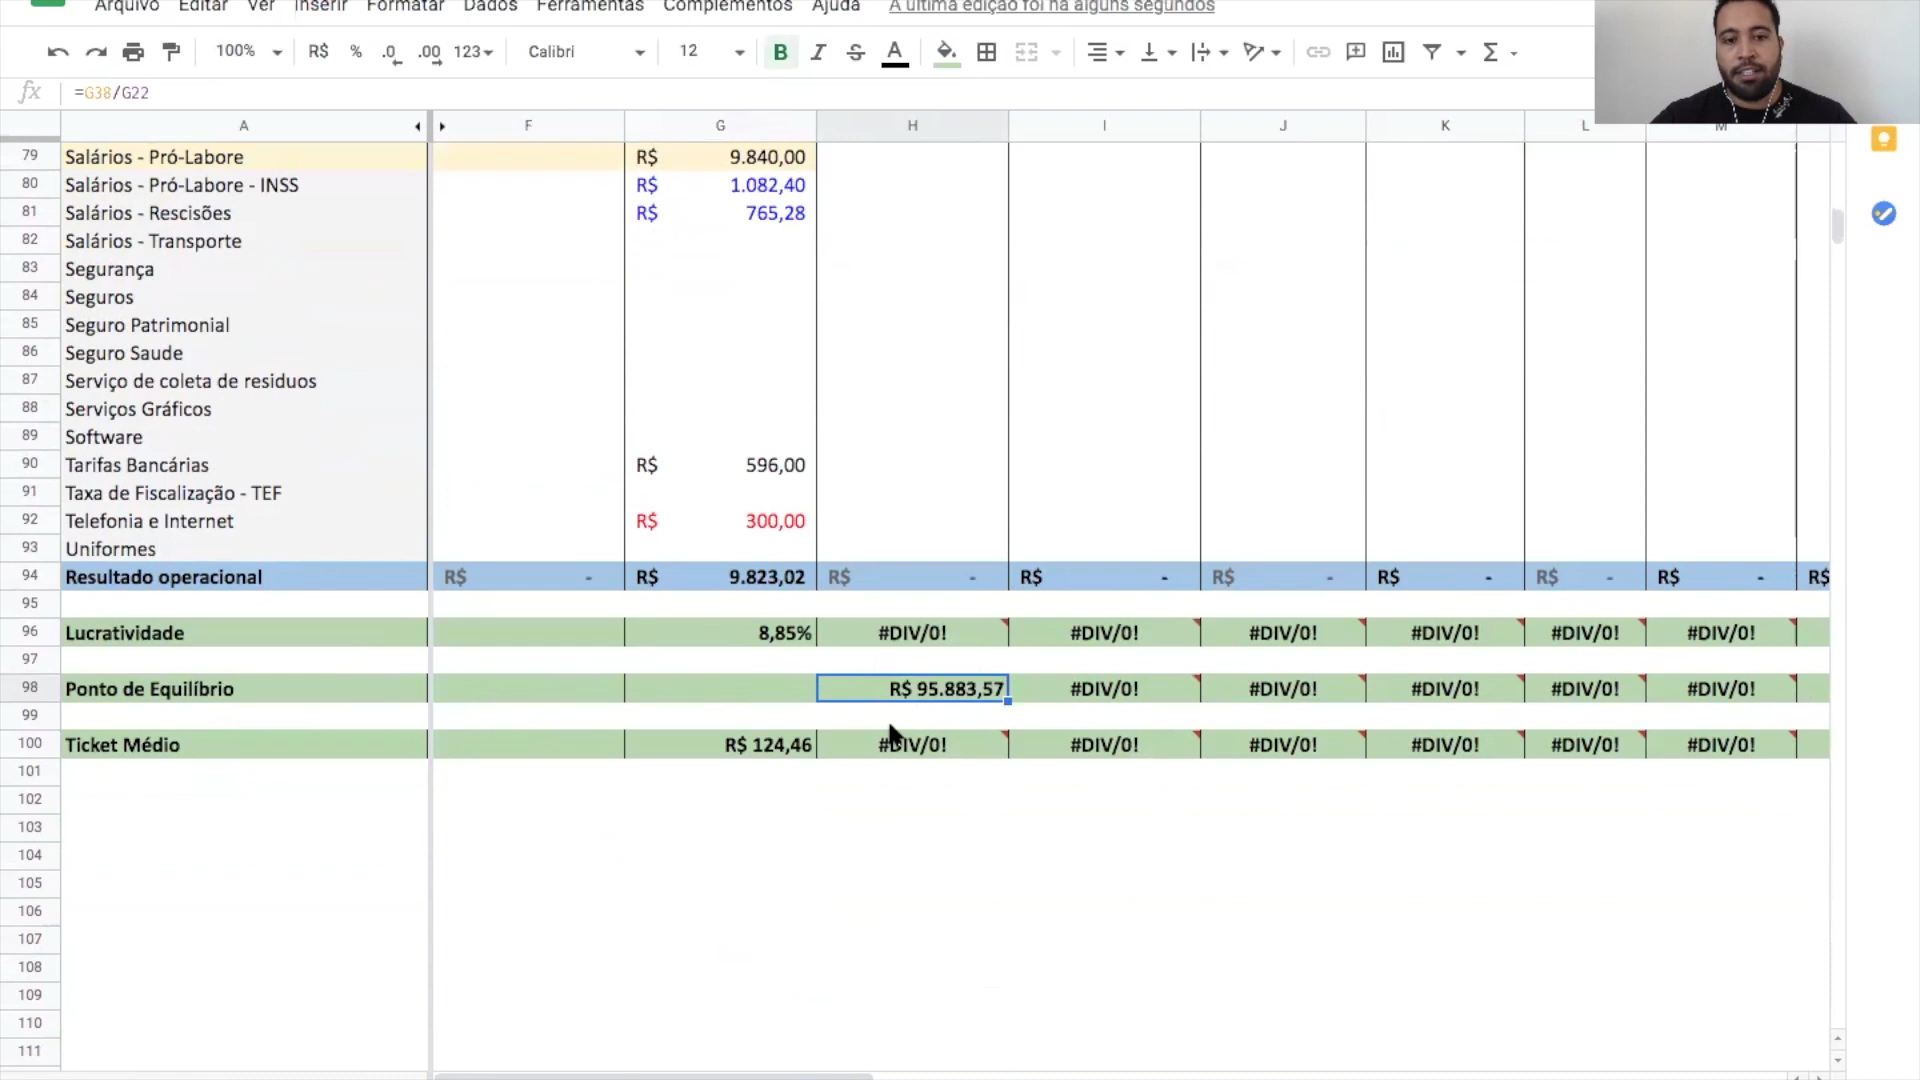 Arquivo Editar Ver Inserir Formatar Dados Ferramentas Complementos Ajuda A última edição foi há alguns segundos
100% R$ % .0 .00 123 Calibri 12 B I S A Σ
fx =G38/G22
A F G H I J K L M
79 Salários - Pró-Labore R$ 9.840,00
80 Salários - Pró-Labore - INSS R$ 1.082,40
81 Salários - Rescisões R$ 765,28
82 Salários - Transporte
83 Segurança
84 Seguros
85 Seguro Patrimonial
86 Seguro Saude
87 Serviço de coleta de residuos
88 Serviços Gráficos
89 Software
90 Tarifas Bancárias R$ 596,00
91 Taxa de Fiscalização - TEF
92 Telefonia e Internet R$ 300,00
93 Uniformes
94 Resultado operacional R$ - R$ 9.823,02 R$ - R$ - R$ - R$ - R$ - R$ - R$
95
96 Lucratividade 8,85% #DIV/0! #DIV/0! #DIV/0! #DIV/0! #DIV/0! #DIV/0!
97
98 Ponto de Equilíbrio R$ 95.883,57 #DIV/0! #DIV/0! #DIV/0! #DIV/0! #DIV/0!
99
100 Ticket Médio R$ 124,46 #DIV/0! #DIV/0! #DIV/0! #DIV/0! #DIV/0! #DIV/0!
101
102
103
104
105
106
107
108
109
110
111